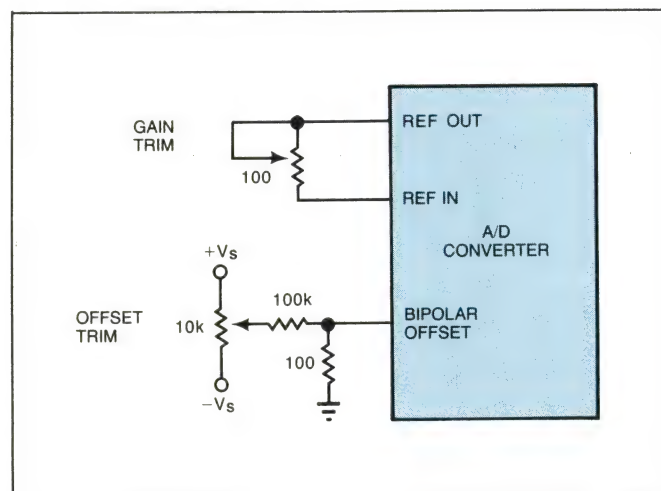 GAIN
TRIM
100
REF OUT
REF IN
A/D
CONVERTER
+Vs
OFFSET
TRIM
10k
100k
100
−Vs
BIPOLAR
OFFSET